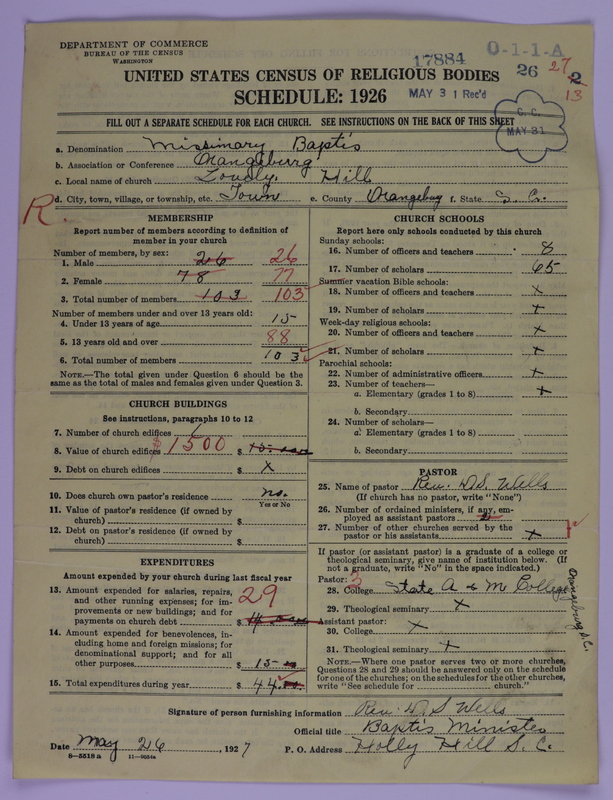 DEPARTMENT OF COMMERCE
BUREAU OF THE CENSUS
WASHINGTON
17884
O-1-1-A
26
27
2
13
UNITED STATES CENSUS OF RELIGIOUS BODIES
SCHEDULE: 1926
MAY 31 Rec'd
G. C.
MAY 31
FILL OUT A SEPARATE SCHEDULE FOR EACH CHURCH. SEE INSTRUCTIONS ON THE BACK OF THIS SHEET
a. Denomination Missinary Baptis
b. Association or Conference Orangeburg
c. Local name of church Hill
d. City, town, village, or township, etc. Town e. County Orangeburg f. State S. C.
R.
MEMBERSHIP
Report number of members according to definition of member in your church
Number of members, by sex:
1. Male 26 26
2. Female 78 77
3. Total number of members 103 103
Number of members under and over 13 years old:
4. Under 13 years of age 15
5. 13 years old and over 88
6. Total number of members 103
NOTE.—The total given under Question 6 should be the same as the total of males and females given under Question 3.
CHURCH BUILDINGS
See instructions, paragraphs 10 to 12
7. Number of church edifices 1
8. Value of church edifices $1500
9. Debt on church edifices $ X
10. Does church own pastor's residence no.
Yes or No
11. Value of pastor's residence (if owned by church) $
12. Debt on pastor's residence (if owned by church) $
EXPENDITURES
Amount expended by your church during last fiscal year
13. Amount expended for salaries, repairs, and other running expenses; for improvements or new buildings; and for payments on church debt $ 29
14. Amount expended for benevolences, including home and foreign missions; for denominational support; and for all other purposes $ 15
15. Total expenditures during year $ 44
CHURCH SCHOOLS
Report here only schools conducted by this church
Sunday schools:
16. Number of officers and teachers 8
17. Number of scholars 65
Summer vacation Bible schools:
18. Number of officers and teachers X
19. Number of scholars X
Week-day religious schools:
20. Number of officers and teachers X
21. Number of scholars X
Parochial schools:
22. Number of administrative officers X
23. Number of teachers—
a. Elementary (grades 1 to 8) X
b. Secondary
24. Number of scholars—
a. Elementary (grades 1 to 8)
b. Secondary
PASTOR
25. Name of pastor Rev. D. S. Wells
(If church has no pastor, write "None")
26. Number of ordained ministers, if any, employed as assistant pastors
27. Number of other churches served by the pastor or his assistants X
If pastor (or assistant pastor) is a graduate of a college or theological seminary, give name of institution below. (If not a graduate, write "No" in the space indicated.)
Pastor: 3
28. College State A & M College
Orangeburg S.C.
29. Theological seminary X
Assistant pastor:
30. College X
31. Theological seminary X
NOTE.—Where one pastor serves two or more churches, Questions 28 and 29 should be answered only on the schedule for one of the churches; on the schedules for the other churches, write "See schedule for church."
Signature of person furnishing information Rev. D. S Wells
Official title Baptis Minister
Date May 26, 1927 P. O. Address Holly Hill S. C.
8-5518a 11-9054a